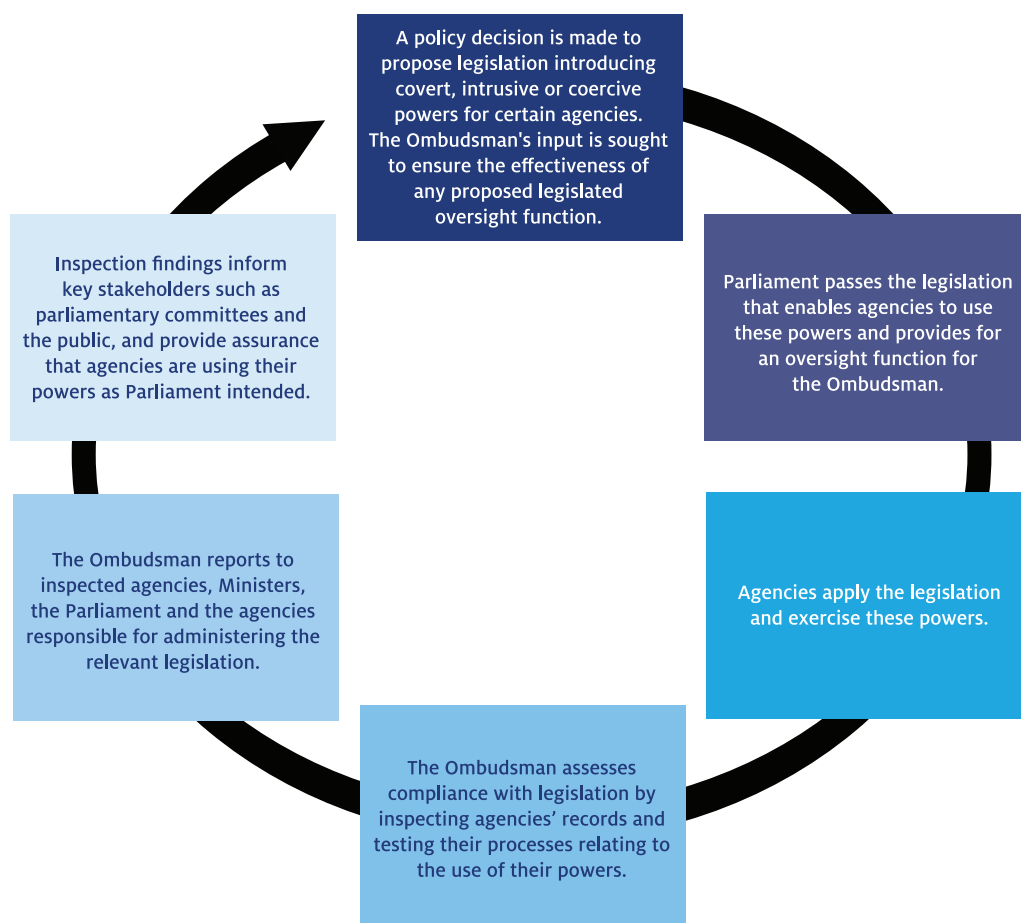 A policy decision is made to
propose legislation introducing
covert, intrusive or coercive
powers for certain agencies.
The Ombudsman's input is sought
to ensure the effectiveness of
any proposed legislated
oversight function.
Parliament passes the legislation
that enables agencies to use
these powers and provides for
an oversight function for
the Ombudsman.
Agencies apply the legislation
and exercise these powers.
The Ombudsman assesses
compliance with legislation by
inspecting agencies’ records and
testing their processes relating to
the use of their powers.
The Ombudsman reports to
inspected agencies, Ministers,
the Parliament and the agencies
responsible for administering the
relevant legislation.
Inspection findings inform
key stakeholders such as
parliamentary committees and
the public, and provide assurance
that agencies are using their
powers as Parliament intended.